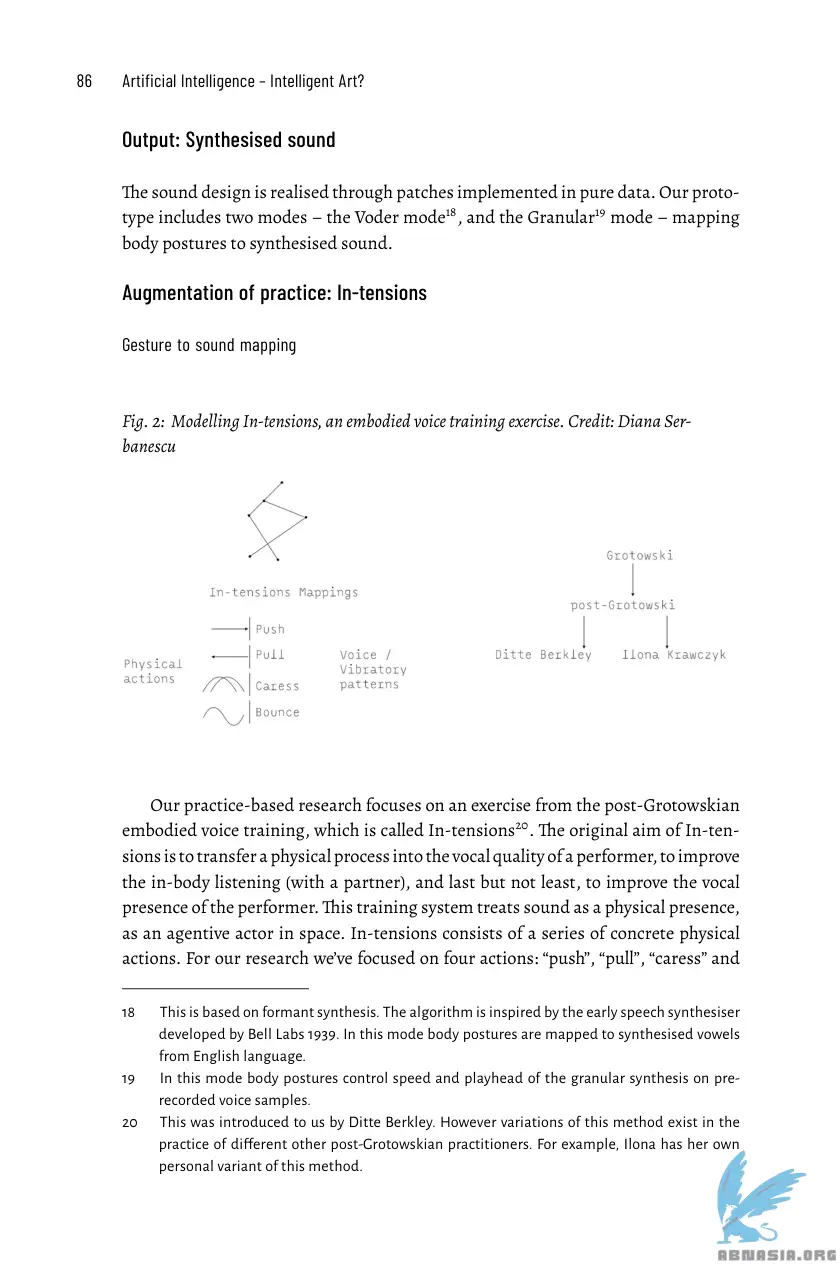 86 Artificial Intelligence – Intelligent Art?
Output: Synthesised sound
The sound design is realised through patches implemented in pure data. Our proto-
type includes two modes – the Voder mode18, and the Granular19 mode – mapping
body postures to synthesised sound.
Augmentation of practice: In-tensions
Gesture to sound mapping
Fig. 2: Modelling In-tensions, an embodied voice training exercise. Credit: Diana Ser-
banescu
In-tensions Mappings
Physical
actions
Push
Pull
Caress
Bounce
Voice /
Vibratory
patterns
Grotowski
post-Grotowski
Ditte Berkley Ilona Krawczyk
Our practice-based research focuses on an exercise from the post-Grotowskian
embodied voice training, which is called In-tensions20. The original aim of In-ten-
sions is to transfer a physical process into the vocal quality of a performer, to improve
the in-body listening (with a partner), and last but not least, to improve the vocal
presence of the performer. This training system treats sound as a physical presence,
as an agentive actor in space. In-tensions consists of a series of concrete physical
actions. For our research we’ve focused on four actions: “push”, “pull”, “caress” and
18 This is based on formant synthesis. The algorithm is inspired by the early speech synthesiser
developed by Bell Labs 1939. In this mode body postures are mapped to synthesised vowels
from English language.
19 In this mode body postures control speed and playhead of the granular synthesis on pre-
recorded voice samples.
20 This was introduced to us by Ditte Berkley. However variations of this method exist in the
practice of different other post-Grotowskian practitioners. For example, Ilona has her own
personal variant of this method.
ABNASIA.ORG